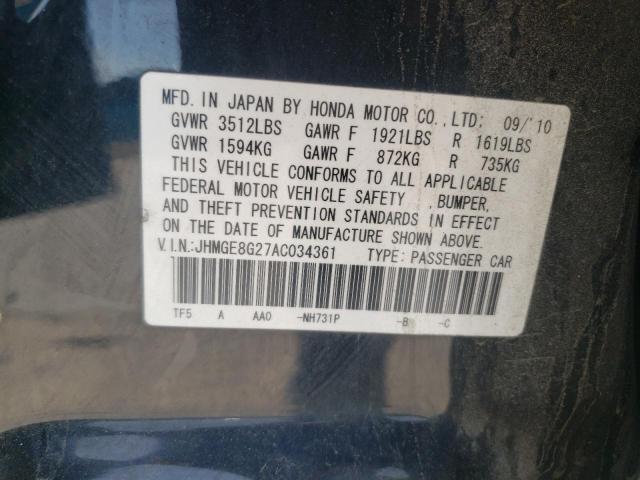 MFD. IN JAPAN BY HONDA MOTOR CO.,LTD: 09/'10
GVWR 3512LBS GAWR F 1921LBS R 1619LBS
GVWR 1594KG GAWR F 872KG R 735KG
THIS VEHICLE CONFORMS TO ALL APPLICABLE
FEDERAL MOTOR VEHICLE SAFETY ,BUMPER,
AND THEFT PREVENTION STANDARDS IN EFFECT
ON THE DATE OF MANUFACTURE SHOWN ABOVE.
V.I.N.:JHMGE8G27AC034361 TYPE: PASSENGER CAR
TF5 A AA0 -NH731P -B -C